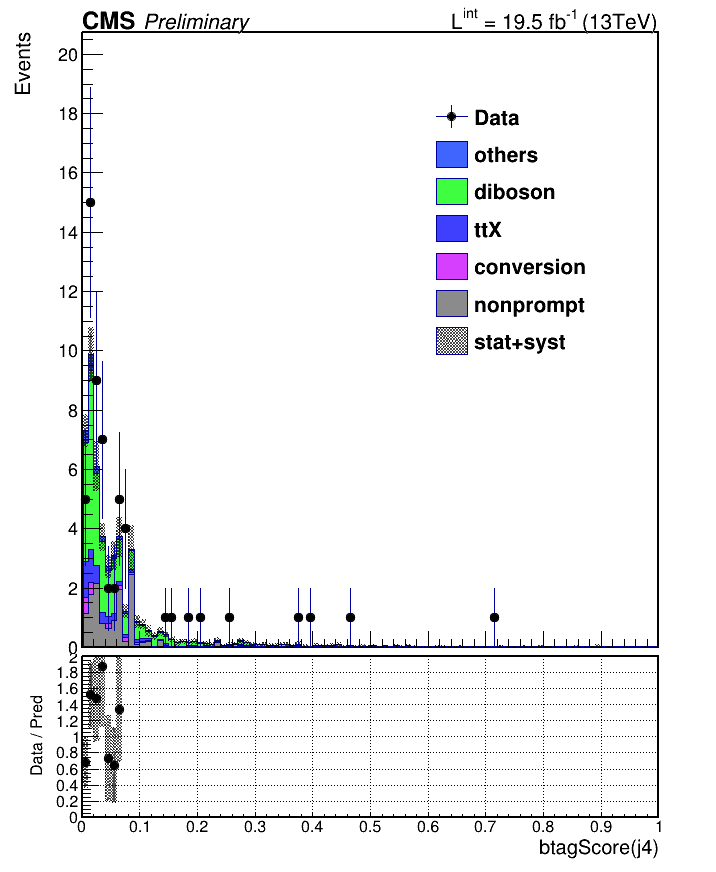 CMS Preliminary
L^int = 19.5 fb^-1 (13TeV)
Events
20
18
16
14
12
10
8
6
4
2
0
Data
others
diboson
ttX
conversion
nonprompt
stat+syst
Data / Pred
2
1.8
1.6
1.4
1.2
1
0.8
0.6
0.4
0.2
0
0 0.1 0.2 0.3 0.4 0.5 0.6 0.7 0.8 0.9 1
btagScore(j4)